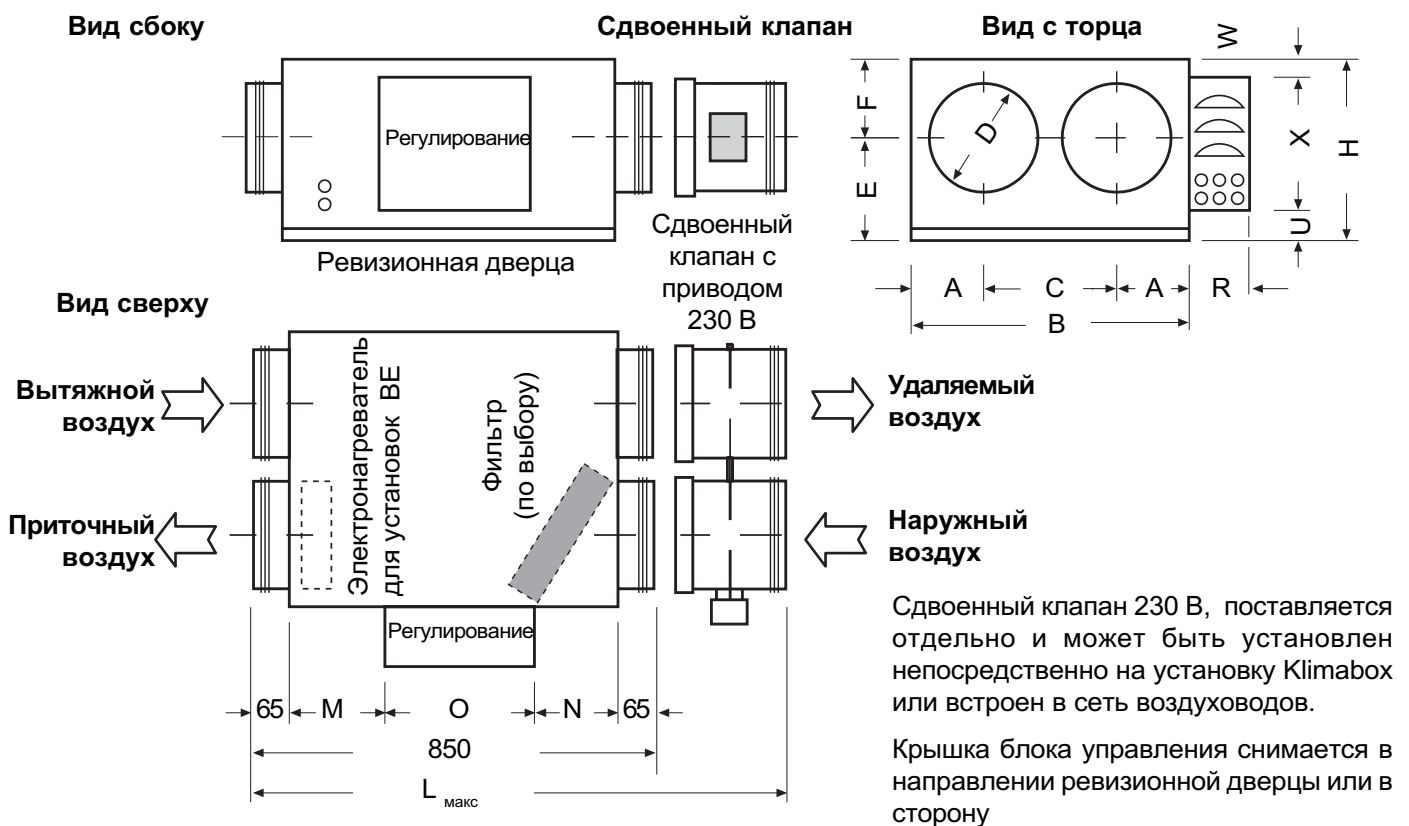 Вид сбоку
Сдвоенный клапан
Вид с торца
Регулирование
Ревизионная дверца
Сдвоенный
клапан с
приводом
230 В
W
F
D
X
H
E
U
A
C
A
R
B
Вид сверху
Вытяжной
воздух
Приточный
воздух
Электронагреватель
для установок ВЕ
Фильтр
(по выбору)
Удаляемый
воздух
Наружный
воздух
Регулирование
65 M O N 65
850
L макс
Сдвоенный клапан 230 В, поставляется
отдельно и может быть установлен
непосредственно на установку Klimabox
или встроен в сеть воздуховодов.
Крышка блока управления снимается в
направлении ревизионной дверцы или в
сторону